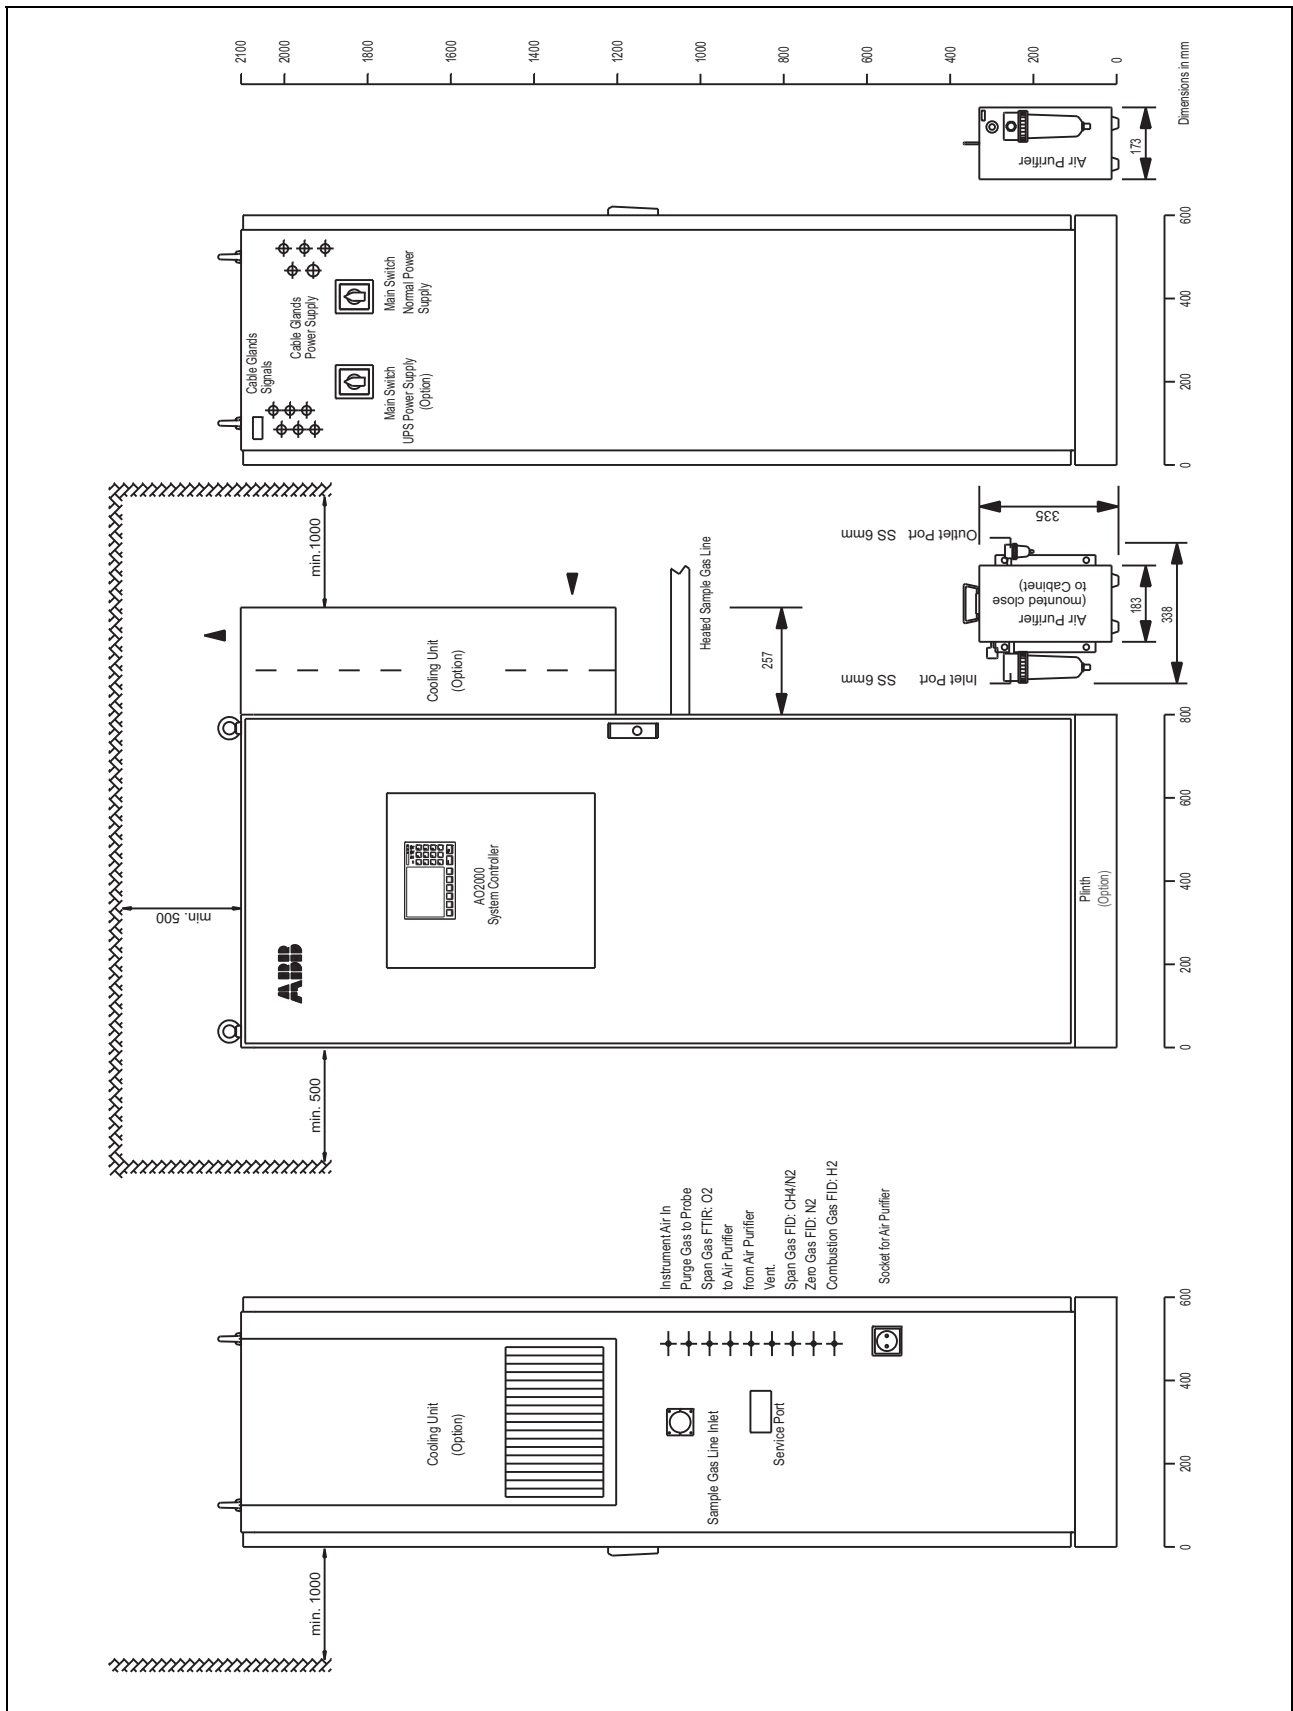 min. 1000
Cooling Unit
(Option)
Sample Gas Line Inlet
Service Port
Instrument Air In
Purge Gas to Probe
Span Gas FTIR: O2
to Air Purifier
from Air Purifier
Vent.
Span Gas FID: CH4/N2
Zero Gas FID: N2
Combustion Gas FID: H2
Socket for Air Purifier
0
200
400
600
min. 500
min. 500
min.1000
ABB
AO2000
System Controller
Cooling Unit
(Option)
Heated Sample Gas Line
257
Plinth
(Option)
0
200
400
600
800
Inlet Port SS 6mm
Outlet Port SS 6mm
Air Purifier
(mounted close
to Cabinet)
335
183
338
Cable Glands
Signals
Cable Glands
Power Supply
Main Switch
UPS Power Supply
(Option)
Main Switch
Normal Power
Supply
0
200
400
600
Air Purifier
173
2100
2000
1800
1600
1400
1200
1000
800
600
400
200
0
Dimensions in mm